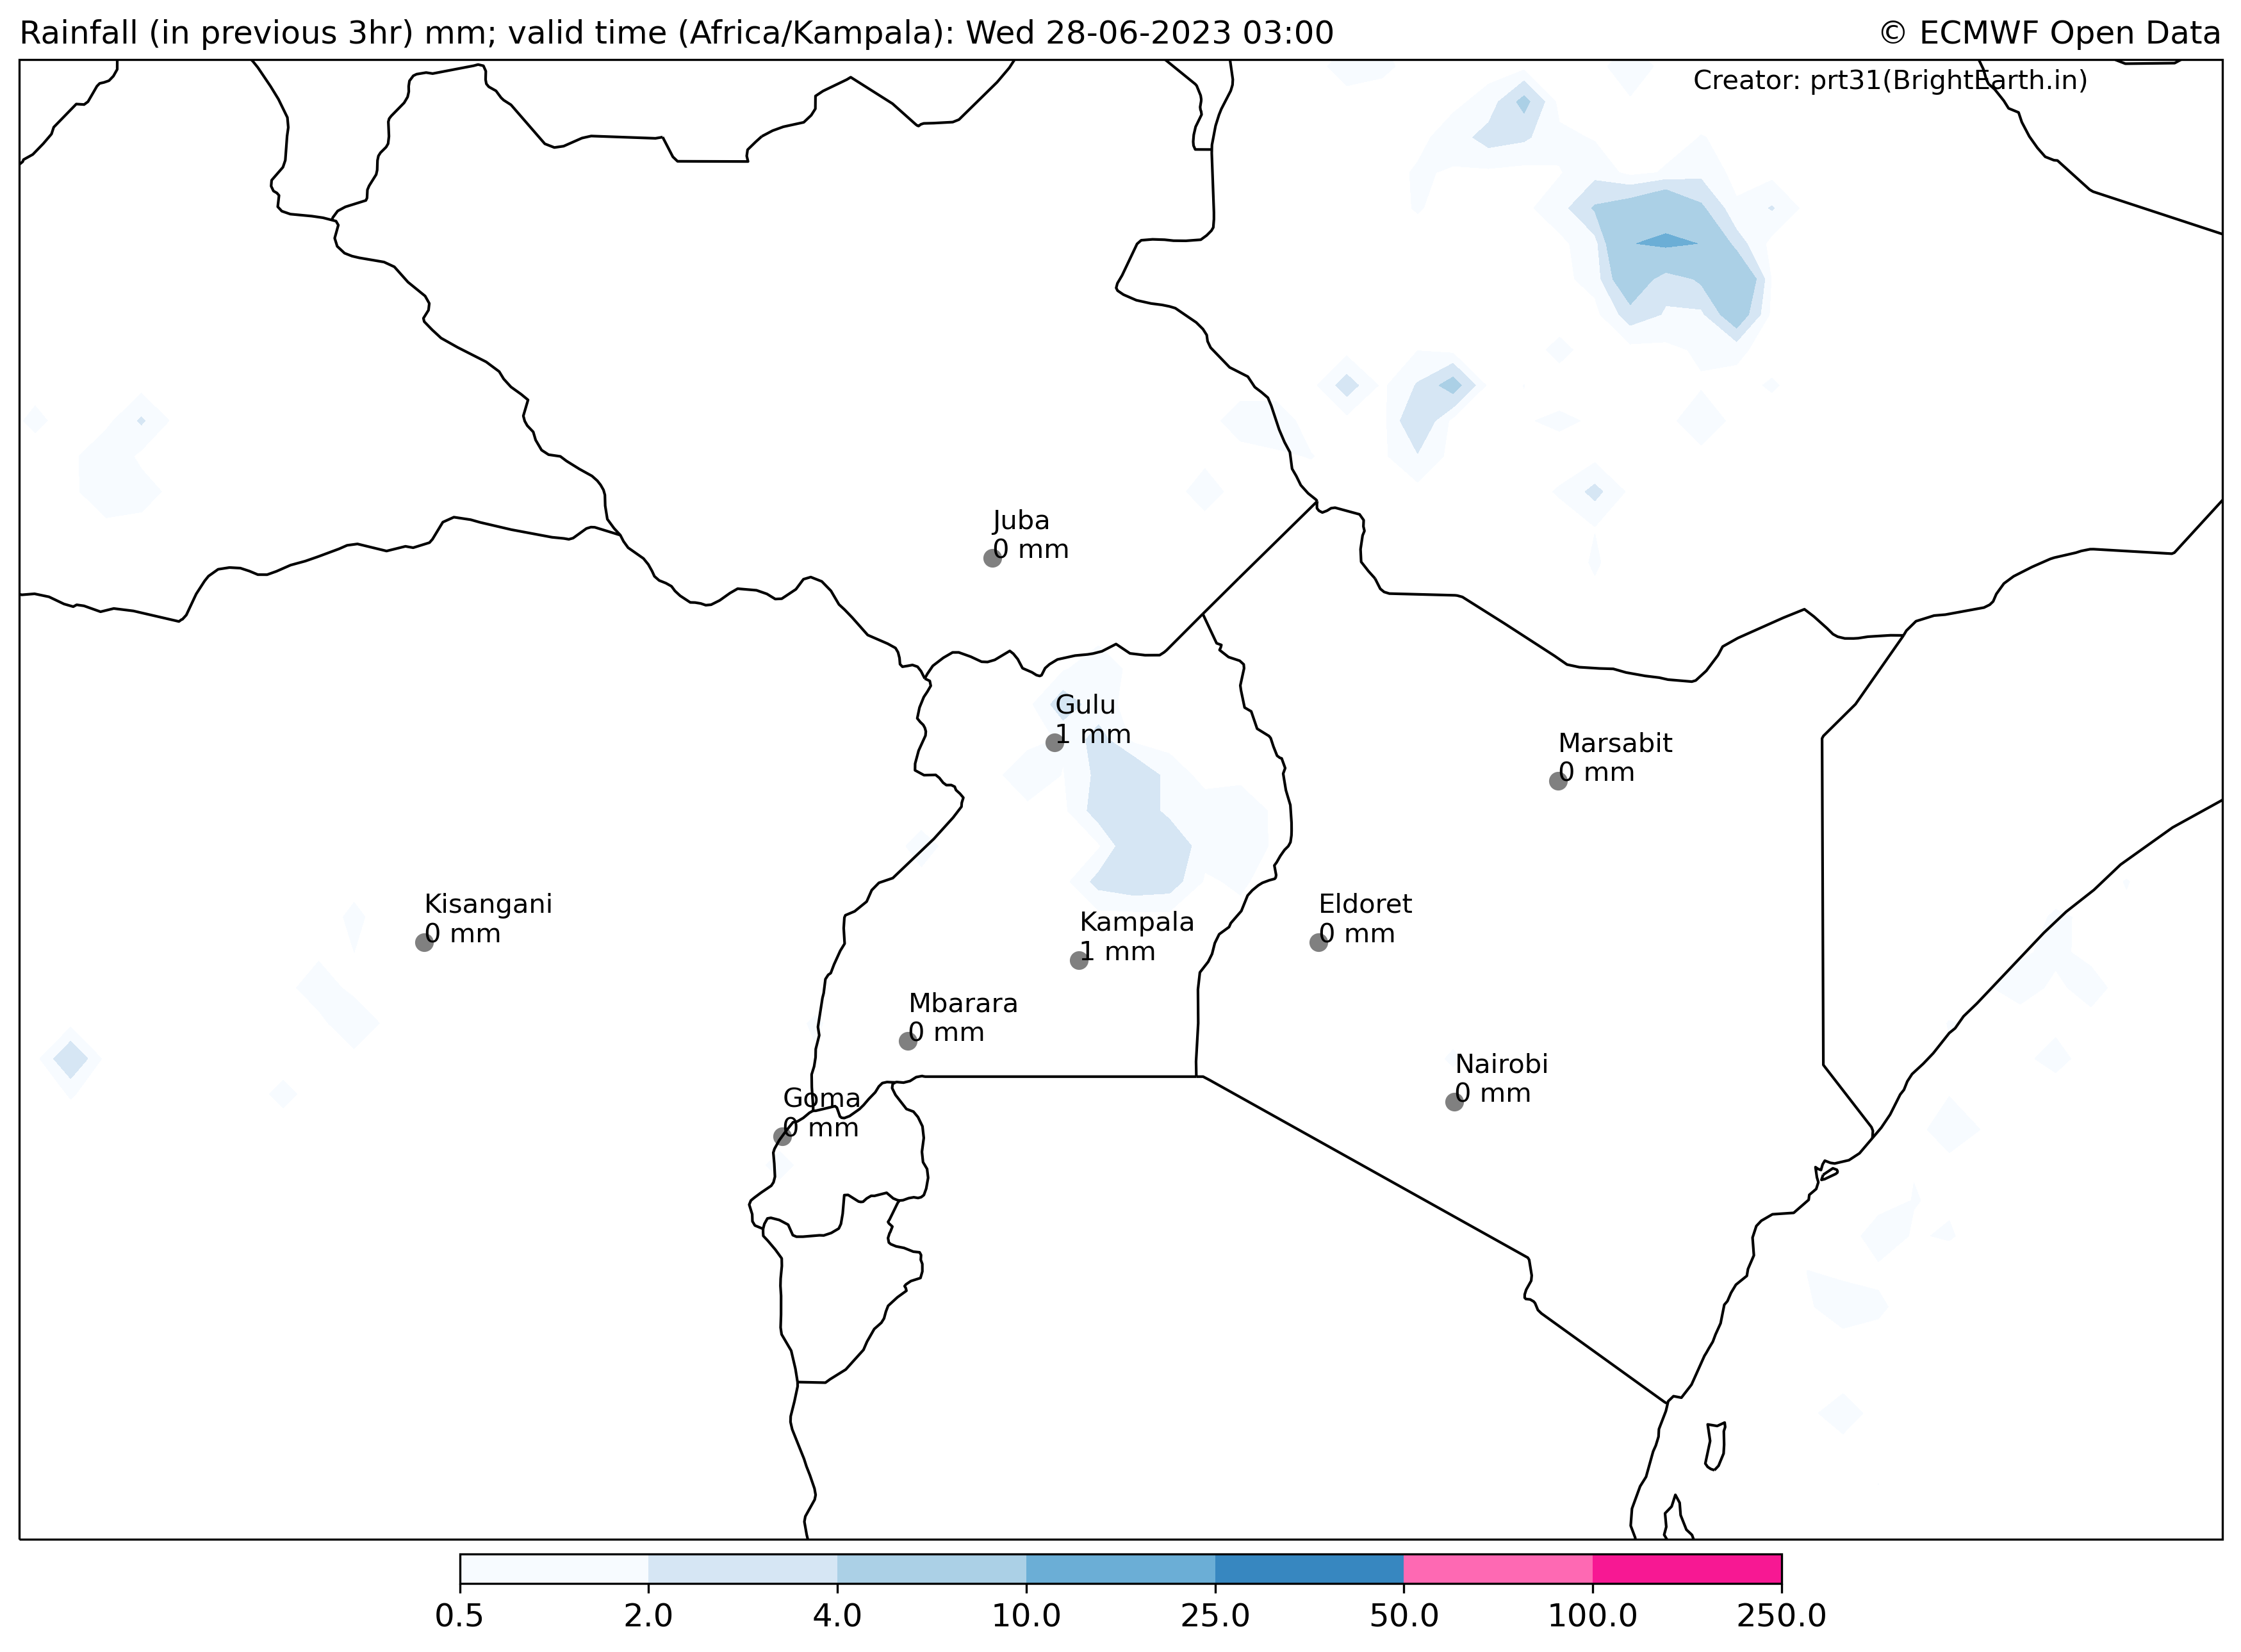 Rainfall (in previous 3hr) mm; valid time (Africa/Kampala): Wed 28-06-2023 03:00
© ECMWF Open Data
Creator: prt31(BrightEarth.in)
Juba
0 mm
Gulu
1 mm
Marsabit
0 mm
Kisangani
0 mm
Eldoret
0 mm
Kampala
1 mm
Mbarara
0 mm
Nairobi
0 mm
Goma
0 mm
0.5 2.0 4.0 10.0 25.0 50.0 100.0 250.0